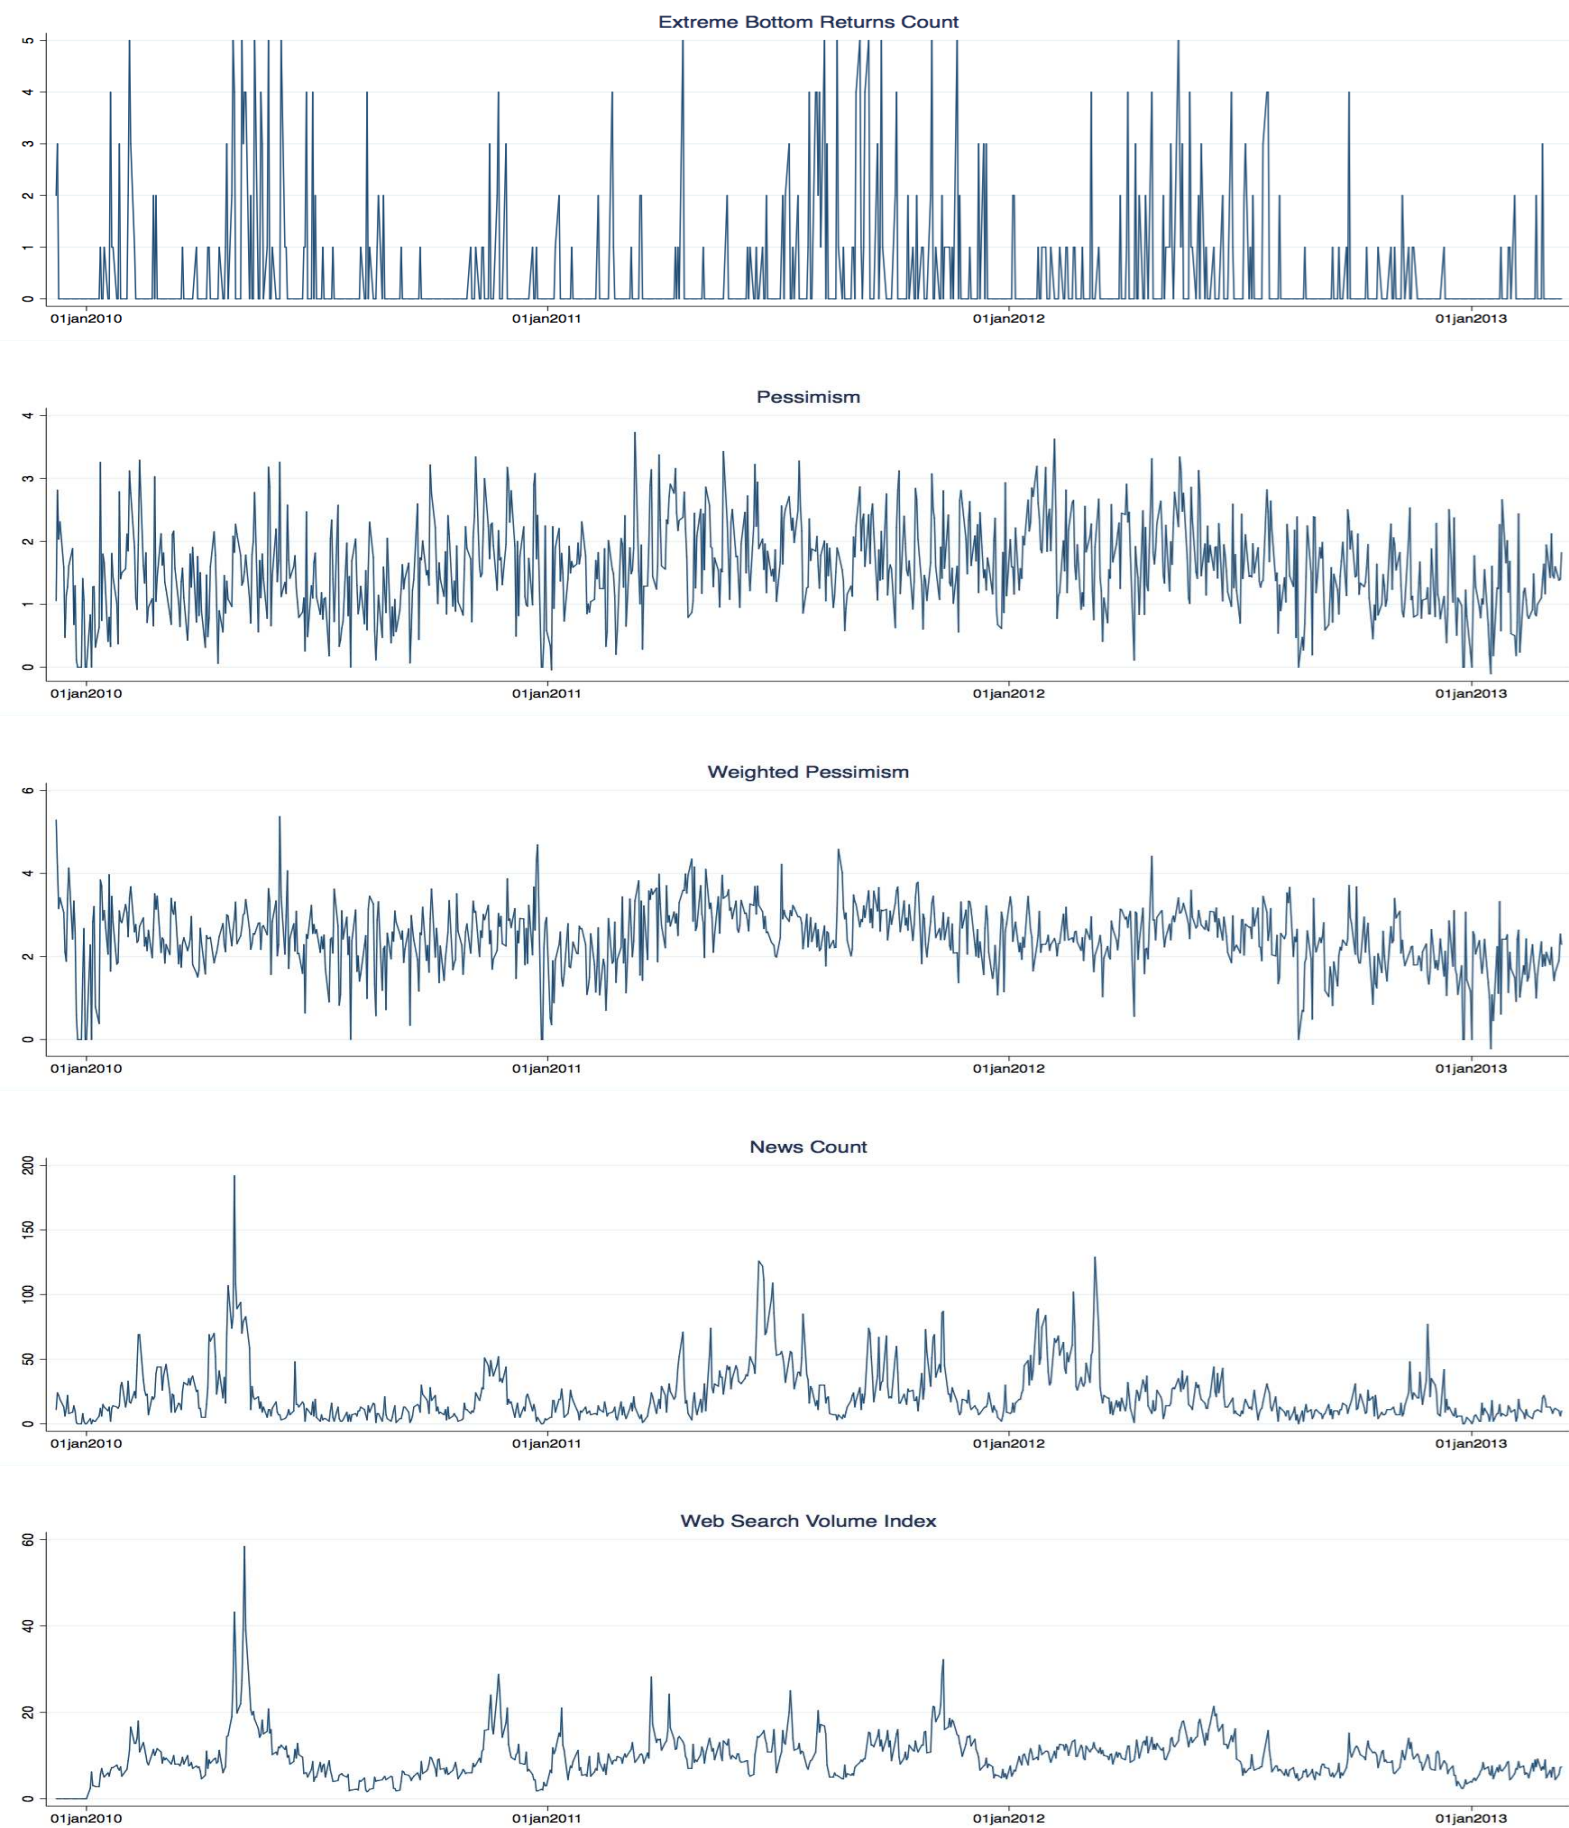 Extreme Bottom Returns Count
5
4
3
2
1
0
01jan2010 01jan2011 01jan2012 01jan2013
Pessimism
4
3
2
1
0
01jan2010 01jan2011 01jan2012 01jan2013
Weighted Pessimism
6
4
2
0
01jan2010 01jan2011 01jan2012 01jan2013
News Count
200
150
100
50
0
01jan2010 01jan2011 01jan2012 01jan2013
Web Search Volume Index
60
40
20
0
01jan2010 01jan2011 01jan2012 01jan2013